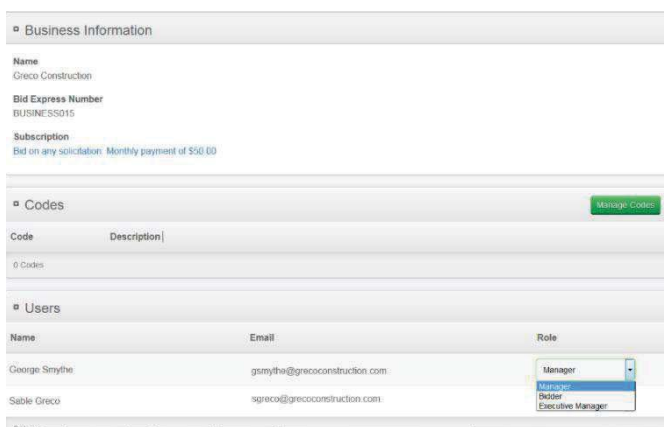 Business Information
Name
Greco Construction
Bid Express Number
BUSINESS015
Subscription
Bid on any solicitation Monthly payment of $50.00
Codes Manage Codes
Code Description
0 Codes
Users
Name Email Role
George Smythe gsmythe@grecoconstruction.com Manager
Manager
Bidder
Sable Greco sgreco@grecoconstruction.com
Executive Manager